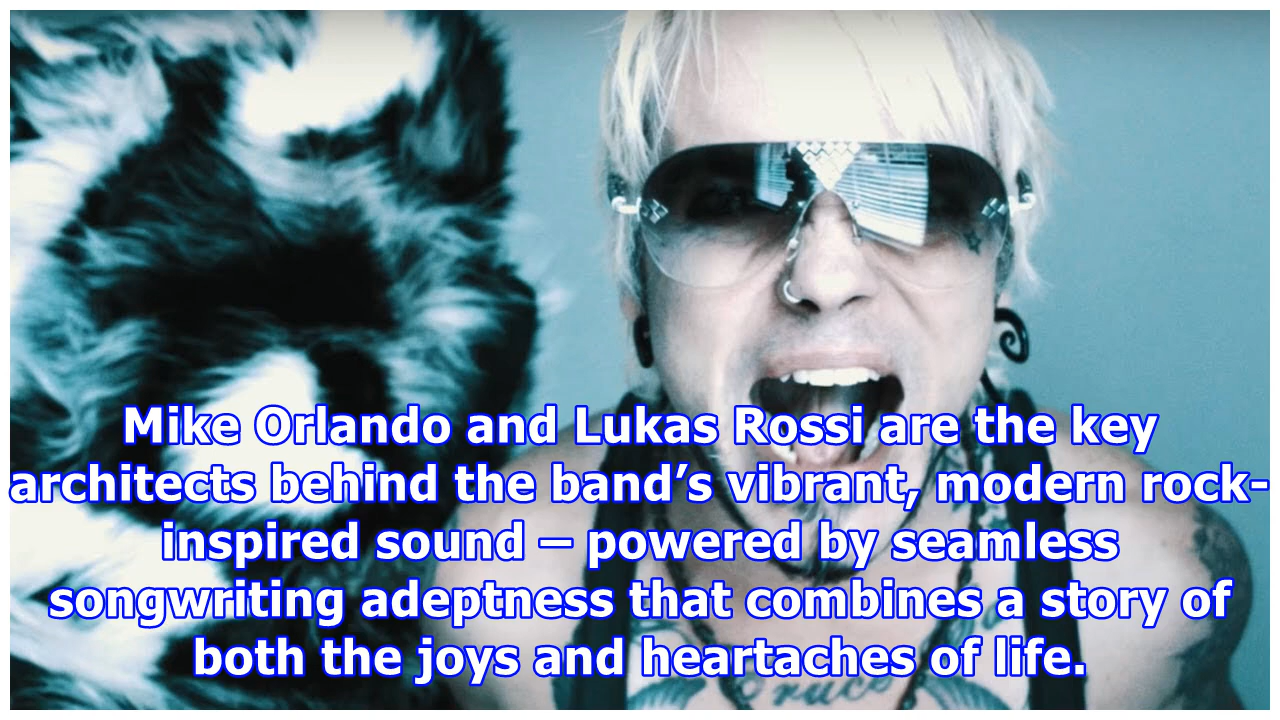 Mike Orlando and Lukas Rossi are the key
architects behind the band’s vibrant, modern rock-
inspired sound – powered by seamless
songwriting adeptness that combines a story of
both the joys and heartaches of life.